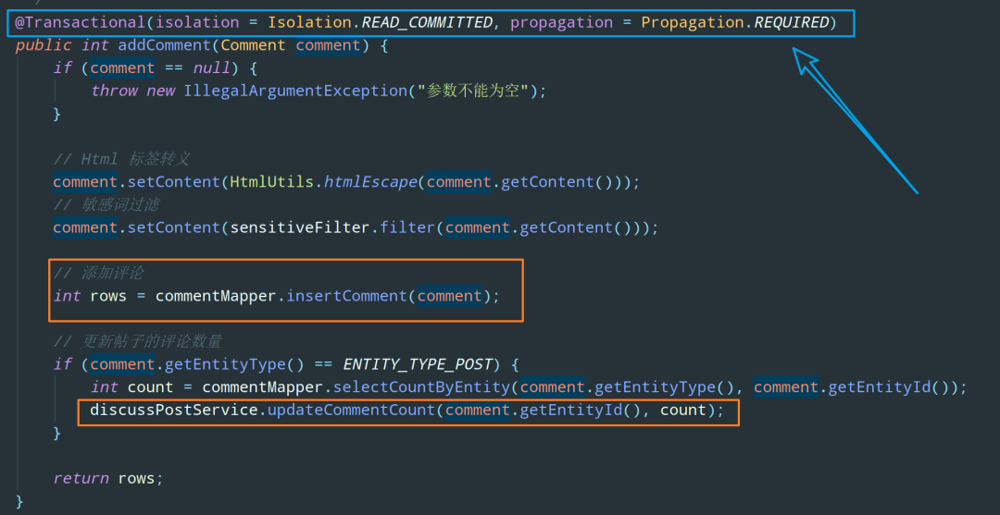 @Transactional(isolation = Isolation.READ_COMMITTED, propagation = Propagation.REQUIRED)
public int addComment(Comment comment) {
    if (comment == null) {
        throw new IllegalArgumentException("参数不能为空");
    }

    // Html 标签转义
    comment.setContent(HtmlUtils.htmlEscape(comment.getContent()));
    // 敏感词过滤
    comment.setContent(sensitiveFilter.filter(comment.getContent()));

    // 添加评论
    int rows = commentMapper.insertComment(comment);

    // 更新帖子的评论数量
    if (comment.getEntityType() == ENTITY_TYPE_POST) {
        int count = commentMapper.selectCountByEntity(comment.getEntityType(), comment.getEntityId());
        discussPostService.updateCommentCount(comment.getEntityId(), count);
    }

    return rows;
}